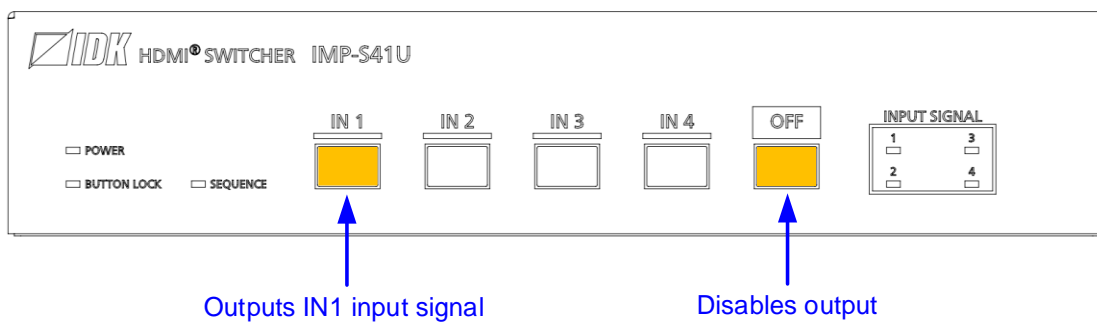 IDK HDMI® SWITCHER IMP-S41U
IN 1 IN 2 IN 3 IN 4 OFF INPUT SIGNAL
1 3
POWER
2 4
BUTTON LOCK SEQUENCE
Outputs IN1 input signal
Disables output